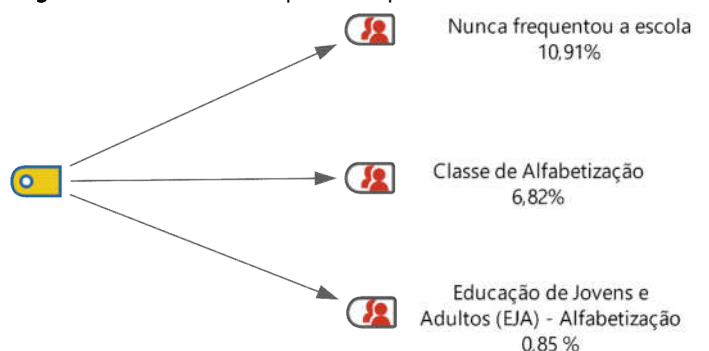 Nunca frequentou a escola
10,91%
Classe de Alfabetização
6,82%
Educação de Jovens e
Adultos (EJA) - Alfabetização
0,85 %